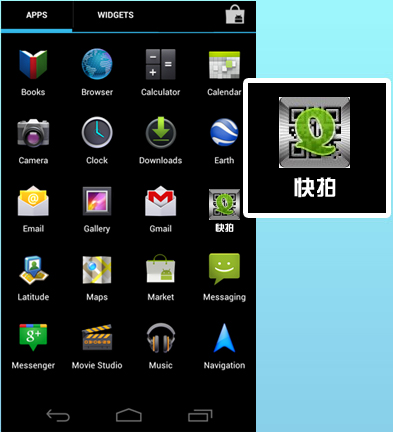 APPS WIDGETS
Books Browser Calculator Calendar
Camera Clock Downloads Earth
快拍
Email Gallery Gmail 快拍
Latitude Maps Market Messaging
Messenger Movie Studio Music Navigation